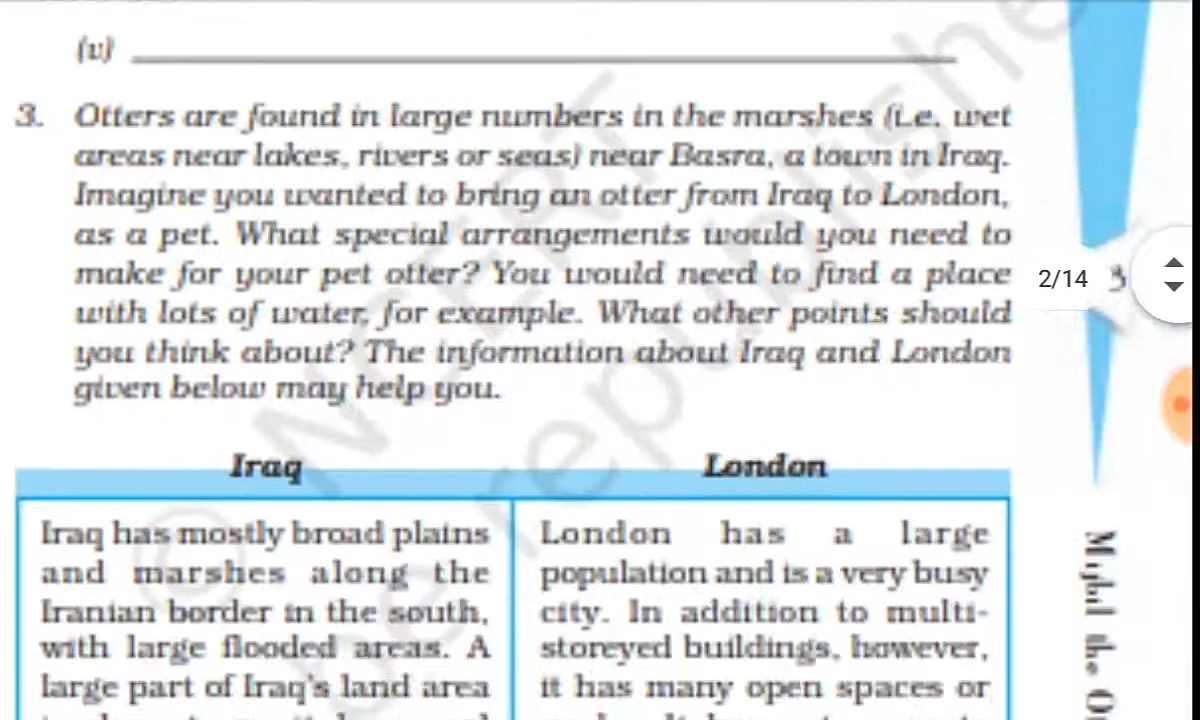 (v)
3. Otters are found in large numbers in the marshes (i.e. wet
areas near lakes, rivers or seas) near Basra, a town in Iraq.
Imagine you wanted to bring an otter from Iraq to London,
as a pet. What special arrangements would you need to
make for your pet otter? You would need to find a place
with lots of water, for example. What other points should
you think about? The information about Iraq and London
given below may help you.
2/14
Iraq
London
Iraq has mostly broad plains
and marshes along the
Iranian border in the south,
with large flooded areas. A
large part of Iraq's land area
London has a large
population and is a very busy
city. In addition to multi-
storeyed buildings, however,
it has many open spaces or
Mijbil the
© NCERT
be republishe